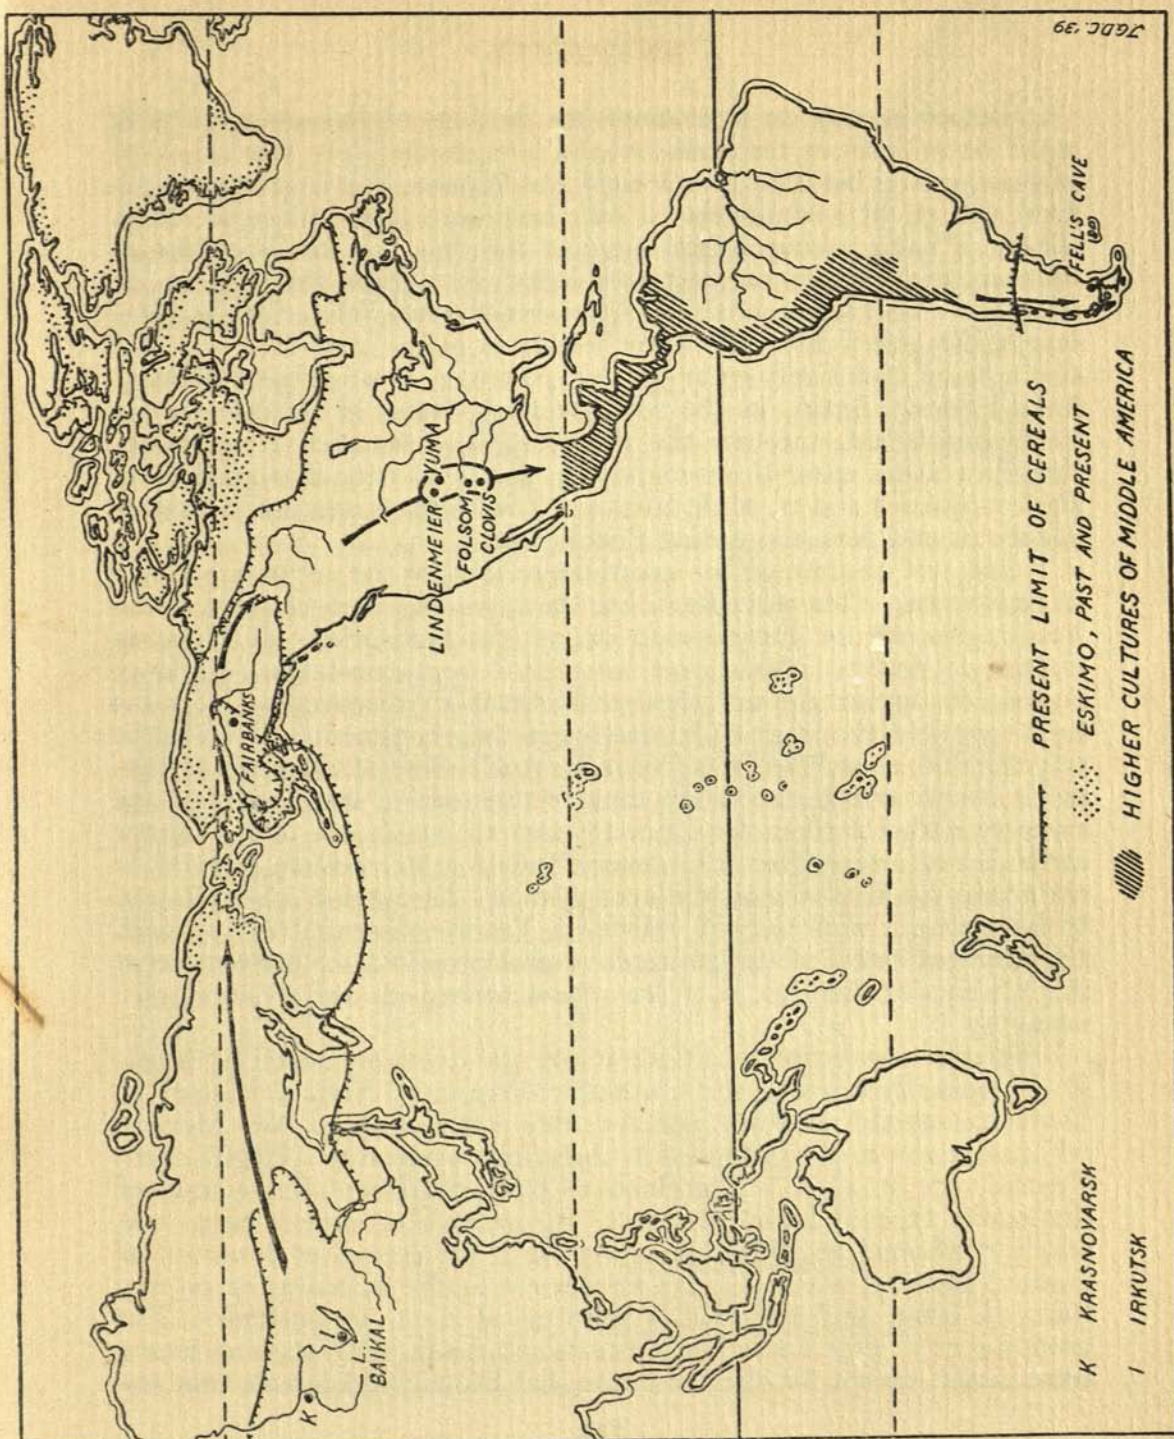 J.G.D.C. '39
FAIRBANKS
LINDENMEIER
YUMA
FOLSOM
CLOVIS
FELL'S CAVE
K
I
L.
BAIKAL
K KRASNOYARSK
I IRKUTSK
PRESENT LIMIT OF CEREALS
ESKIMO, PAST AND PRESENT
HIGHER CULTURES OF MIDDLE AMERICA